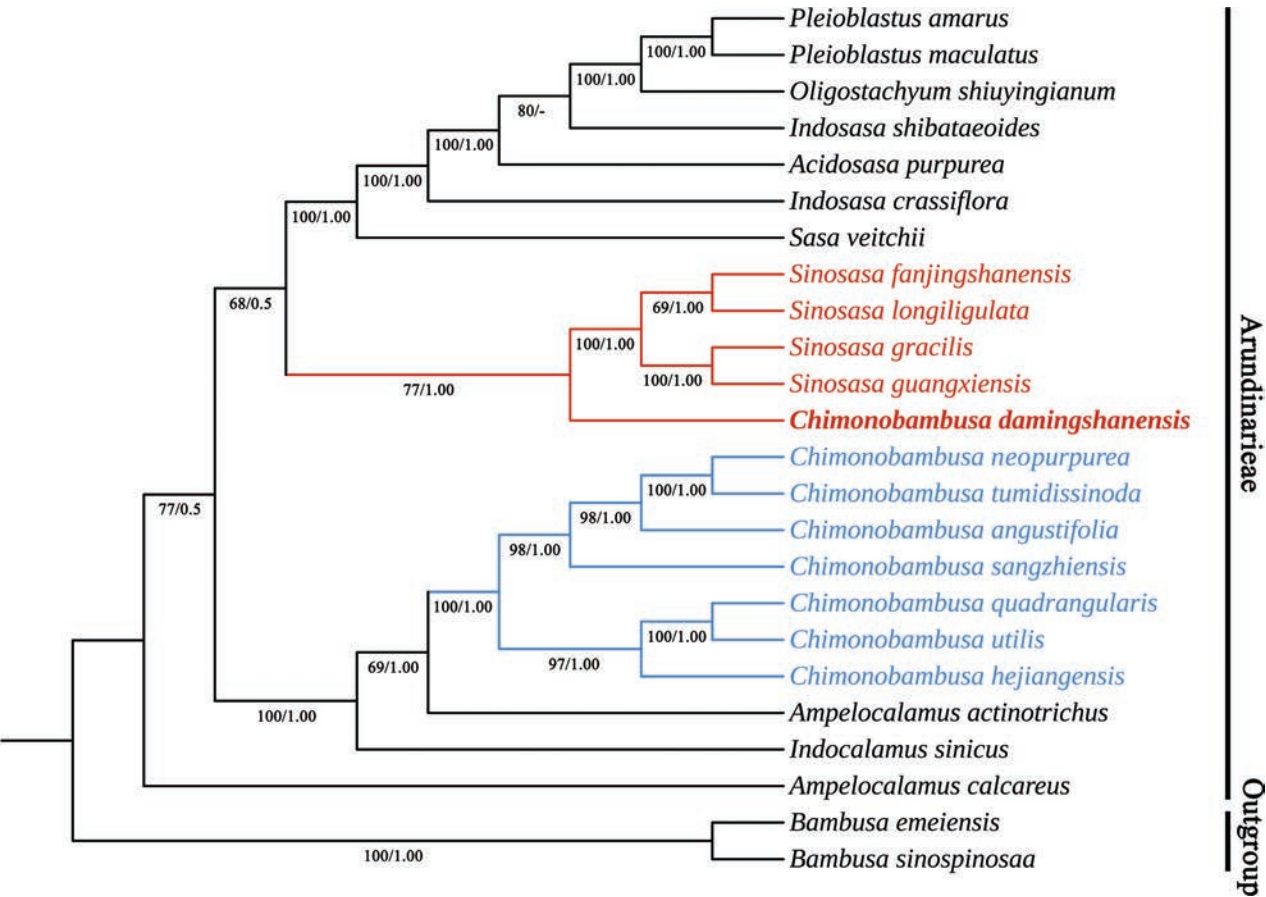 Pleioblastus amarus
100/1.00
Pleioblastus maculatus
100/1.00
Oligostachyum shiuyingianum
80/-
Indosasa shibataeoides
100/1.00
Acidosasa purpurea
100/1.00
Indosasa crassiflora
100/1.00
Sasa veitchii
Sinosasa fanjingshanensis
68/0.5
69/1.00
Sinosasa longiligulata
100/1.00
Sinosasa gracilis
100/1.00
Sinosasa guangxiensis
77/1.00
Chimonobambusa damingshanensis
Chimonobambusa neopurpurea
100/1.00
Chimonobambusa tumidissinoda
77/0.5
98/1.00
Chimonobambusa angustifolia
98/1.00
Chimonobambusa sangzhiensis
100/1.00
Chimonobambusa quadrangularis
100/1.00
Chimonobambusa utilis
97/1.00
69/1.00
Chimonobambusa hejiangensis
100/1.00
Ampelocalamus actinotrichus
Indocalamus sinicus
Ampelocalamus calcareus
Bambusa emeiensis
100/1.00
Bambusa sinospinosaa
Arundinarieae
Outgroup